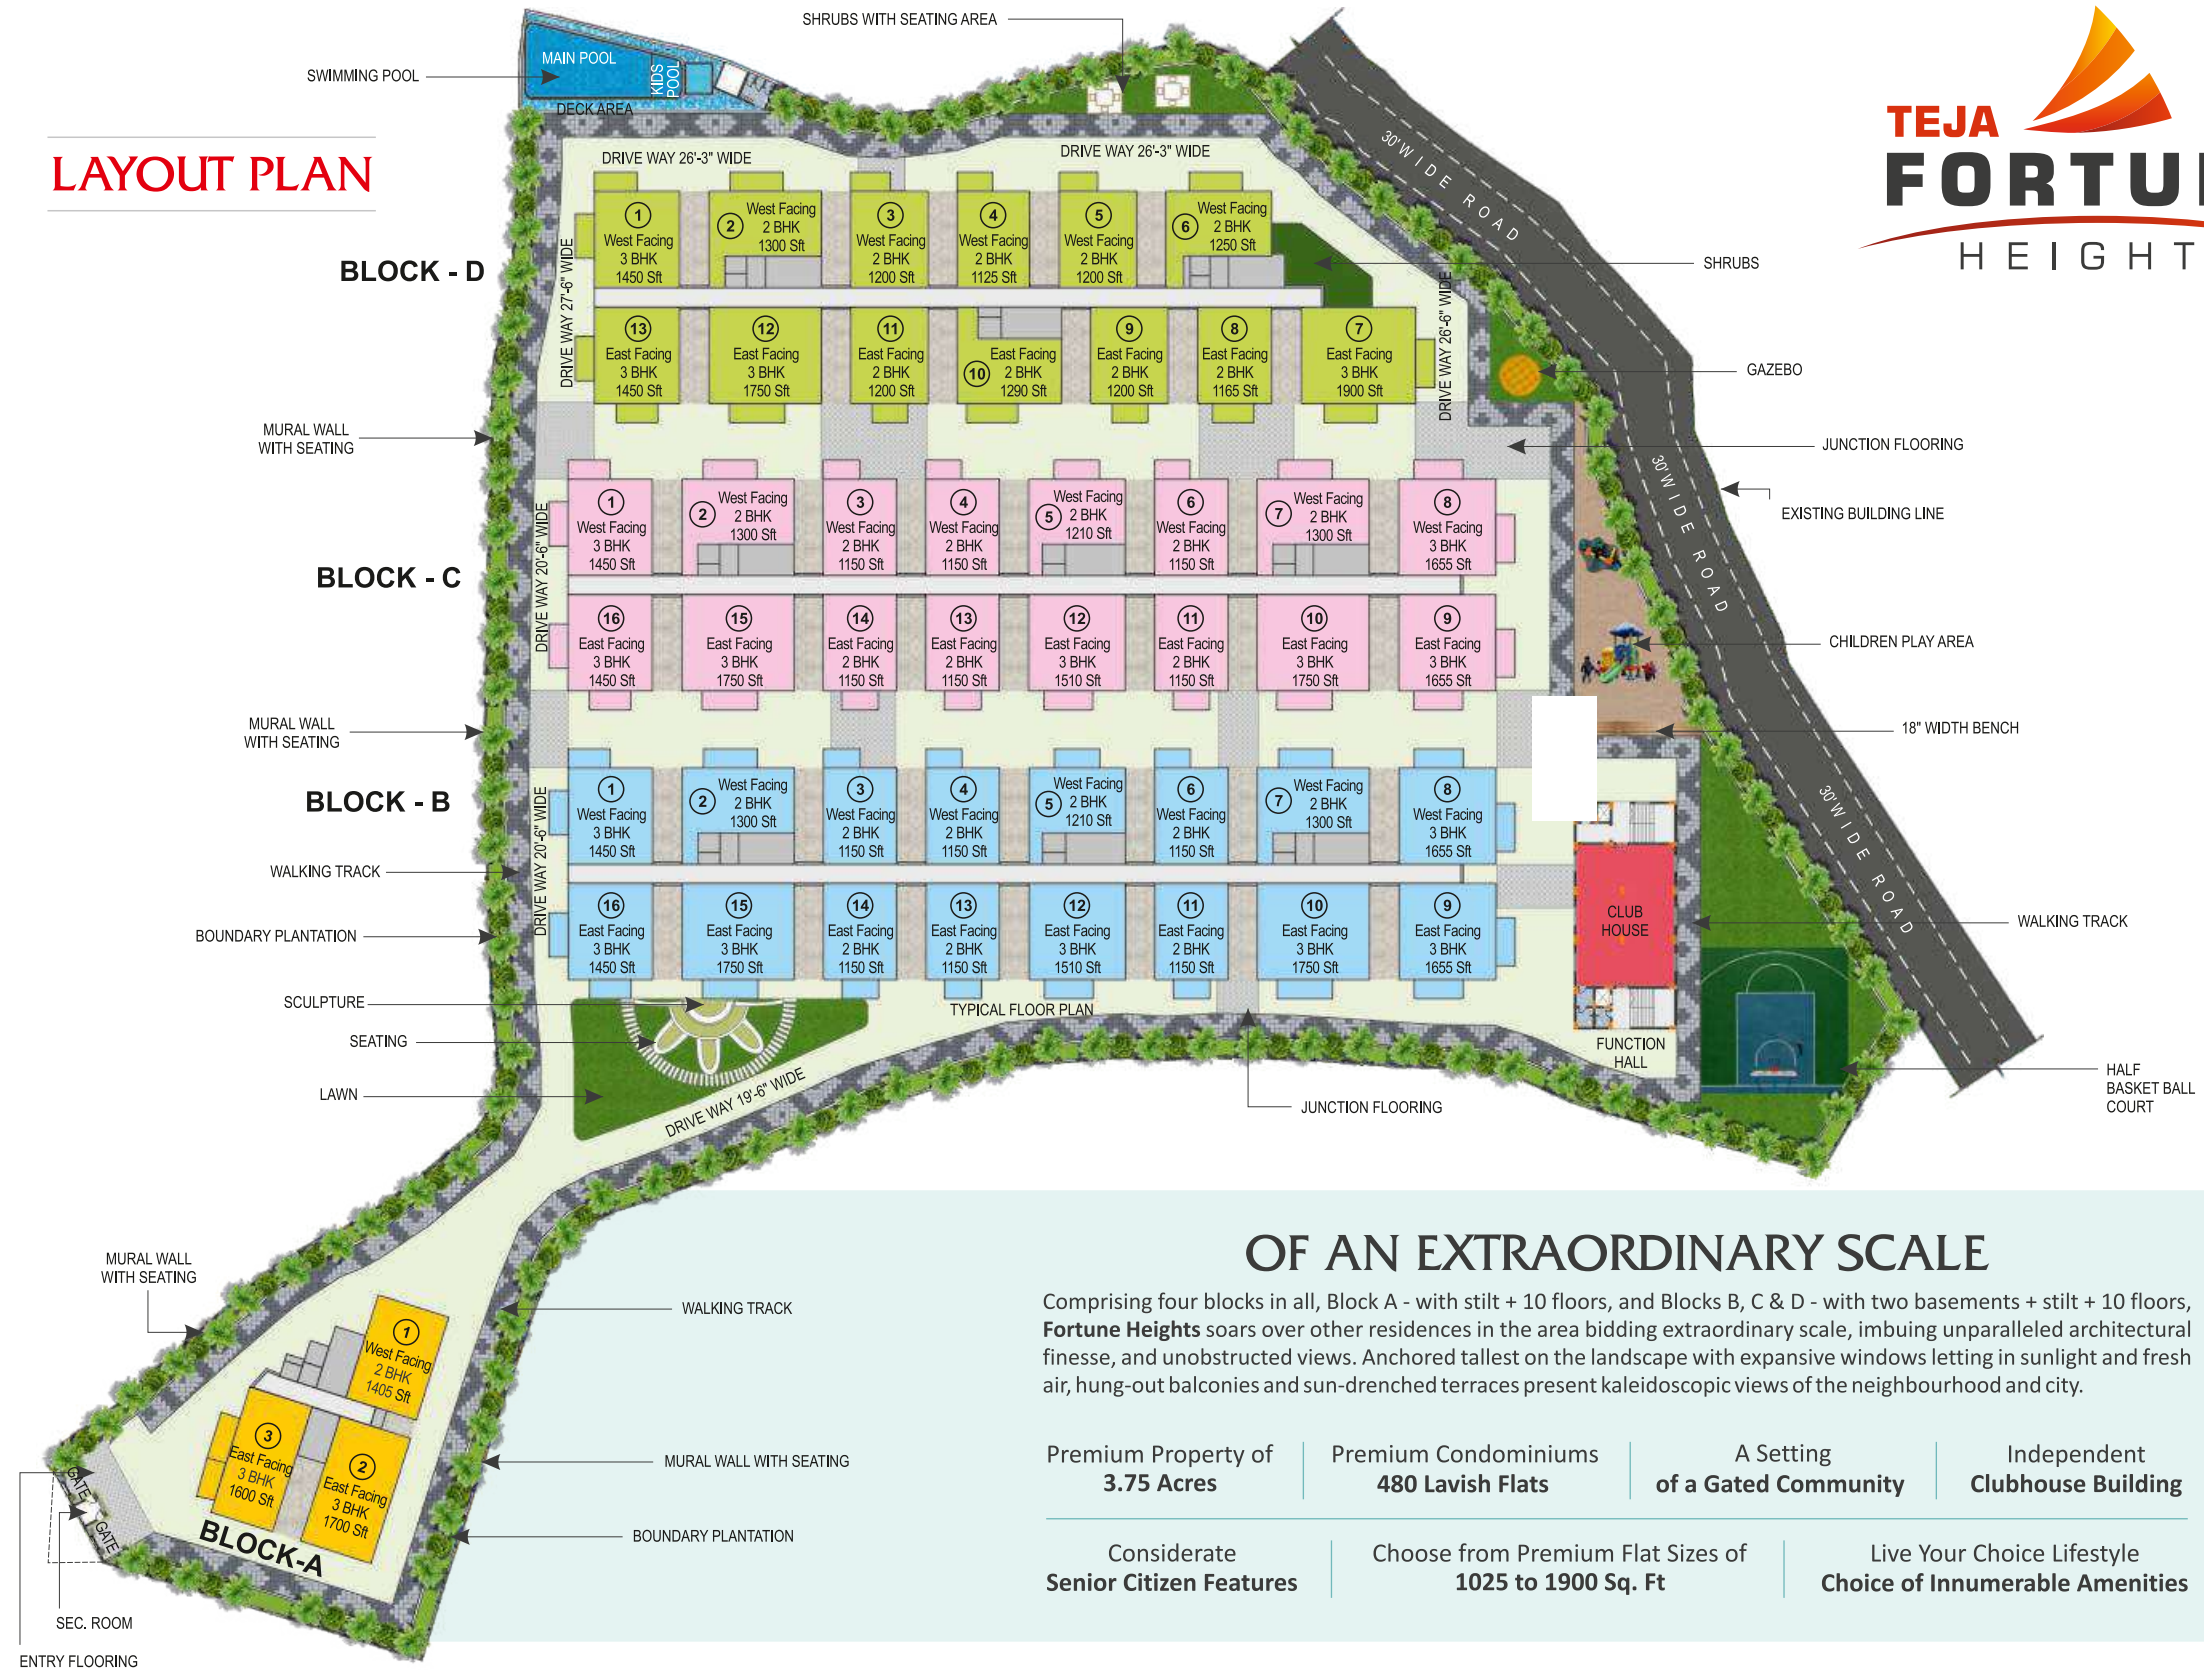 LAYOUT PLAN
TEJA
FORTU
HEIGHT
SHRUBS WITH SEATING AREA
SWIMMING POOL
MAIN POOL
KIDS
POOL
DECK AREA
DRIVE WAY 26'-3" WIDE
DRIVE WAY 26'-3" WIDE
30'WIDE ROAD
BLOCK - D
DRIVE WAY 27'-6" WIDE
1
West Facing
3 BHK
1450 Sft
2
West Facing
2 BHK
1300 Sft
3
West Facing
2 BHK
1200 Sft
4
West Facing
2 BHK
1125 Sft
5
West Facing
2 BHK
1200 Sft
6
West Facing
2 BHK
1250 Sft
SHRUBS
DRIVE WAY 26'-6" WIDE
13
East Facing
3 BHK
1450 Sft
12
East Facing
3 BHK
1750 Sft
11
East Facing
2 BHK
1200 Sft
10
East Facing
2 BHK
1290 Sft
9
East Facing
2 BHK
1200 Sft
8
East Facing
2 BHK
1165 Sft
7
East Facing
3 BHK
1900 Sft
GAZEBO
MURAL WALL
WITH SEATING
JUNCTION FLOORING
30'WIDE ROAD
EXISTING BUILDING LINE
BLOCK - C
DRIVE WAY 20'-6" WIDE
1
West Facing
3 BHK
1450 Sft
2
West Facing
2 BHK
1300 Sft
3
West Facing
2 BHK
1150 Sft
4
West Facing
2 BHK
1150 Sft
5
West Facing
2 BHK
1210 Sft
6
West Facing
2 BHK
1150 Sft
7
West Facing
2 BHK
1300 Sft
8
West Facing
3 BHK
1655 Sft
16
East Facing
3 BHK
1450 Sft
15
East Facing
3 BHK
1750 Sft
14
East Facing
2 BHK
1150 Sft
13
East Facing
2 BHK
1150 Sft
12
East Facing
3 BHK
1510 Sft
11
East Facing
2 BHK
1150 Sft
10
East Facing
3 BHK
1750 Sft
9
East Facing
3 BHK
1655 Sft
CHILDREN PLAY AREA
MURAL WALL
WITH SEATING
18" WIDTH BENCH
BLOCK - B
DRIVE WAY 20'-6" WIDE
1
West Facing
3 BHK
1450 Sft
2
West Facing
2 BHK
1300 Sft
3
West Facing
2 BHK
1150 Sft
4
West Facing
2 BHK
1150 Sft
5
West Facing
2 BHK
1210 Sft
6
West Facing
2 BHK
1150 Sft
7
West Facing
2 BHK
1300 Sft
8
West Facing
3 BHK
1655 Sft
30'WIDE ROAD
WALKING TRACK
BOUNDARY PLANTATION
16
East Facing
3 BHK
1450 Sft
15
East Facing
3 BHK
1750 Sft
14
East Facing
2 BHK
1150 Sft
13
East Facing
2 BHK
1150 Sft
12
East Facing
3 BHK
1510 Sft
11
East Facing
2 BHK
1150 Sft
10
East Facing
3 BHK
1750 Sft
9
East Facing
3 BHK
1655 Sft
CLUB
HOUSE
WALKING TRACK
SCULPTURE
TYPICAL FLOOR PLAN
SEATING
FUNCTION
HALL
LAWN
DRIVE WAY 19'-6" WIDE
JUNCTION FLOORING
HALF
BASKET BALL
COURT
MURAL WALL
WITH SEATING
WALKING TRACK
1
West Facing
2 BHK
1405 Sft
3
East Facing
3 BHK
1600 Sft
2
East Facing
3 BHK
1700 Sft
MURAL WALL WITH SEATING
GATE
GATE
BLOCK-A
BOUNDARY PLANTATION
SEC. ROOM
ENTRY FLOORING
OF AN EXTRAORDINARY SCALE
Comprising four blocks in all, Block A - with stilt + 10 floors, and Blocks B, C & D - with two basements + stilt + 10 floors,
Fortune Heights soars over other residences in the area bidding extraordinary scale, imbuing unparalleled architectural
finesse, and unobstructed views. Anchored tallest on the landscape with expansive windows letting in sunlight and fresh
air, hung-out balconies and sun-drenched terraces present kaleidoscopic views of the neighbourhood and city.
Premium Property of
3.75 Acres
Premium Condominiums
480 Lavish Flats
A Setting
of a Gated Community
Independent
Clubhouse Building
Considerate
Senior Citizen Features
Choose from Premium Flat Sizes of
1025 to 1900 Sq. Ft
Live Your Choice Lifestyle
Choice of Innumerable Amenities